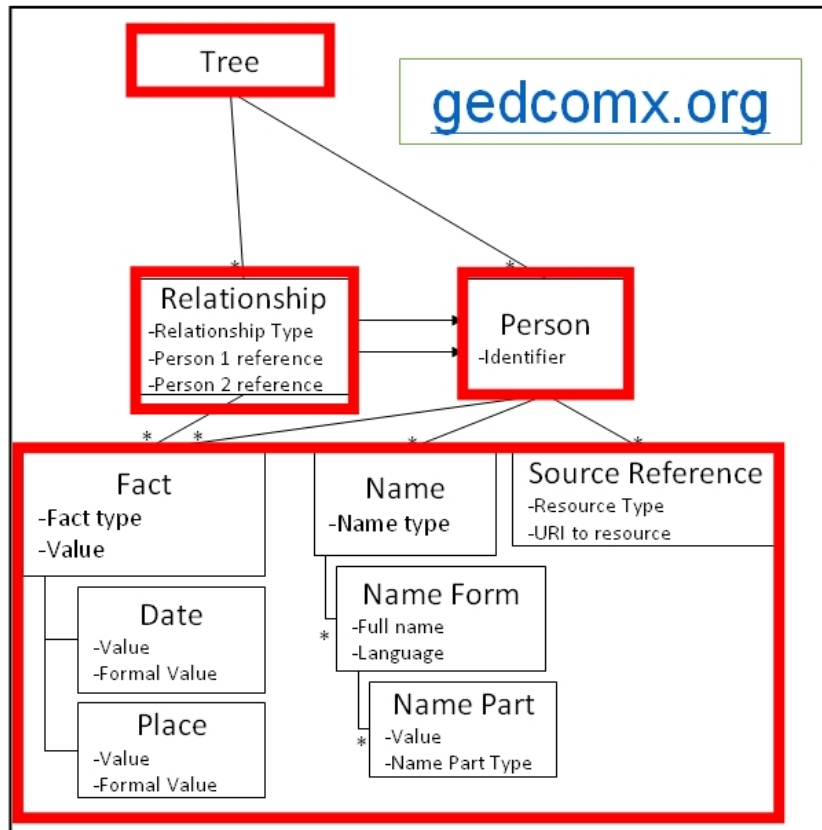 Tree
gedcomx.org
*
*
Relationship
-Relationship Type
-Person 1 reference
-Person 2 reference
Person
-Identifier
*
*
*
*
Fact
-Fact type
-Value
Name
-Name type
Source Reference
-Resource Type
-URI to resource
Date
-Value
-Formal Value
Name Form
-Full name
-Language
*
Place
-Value
-Formal Value
Name Part
-Value
-Name Part Type
*